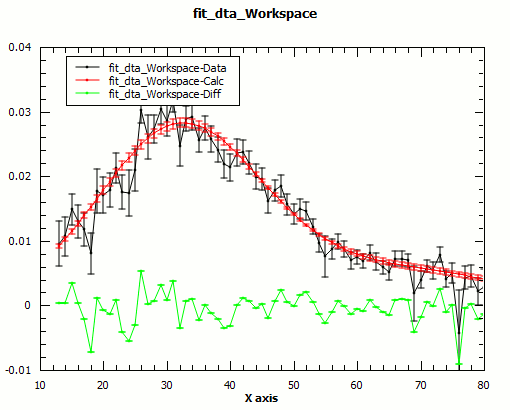 fit_dta_Workspace
0.04
fit_dta_Workspace-Data
fit_dta_Workspace-Calc
fit_dta_Workspace-Diff
0.03
0.02
0.01
0
-0.01
10 20 30 40 50 60 70 80
X axis